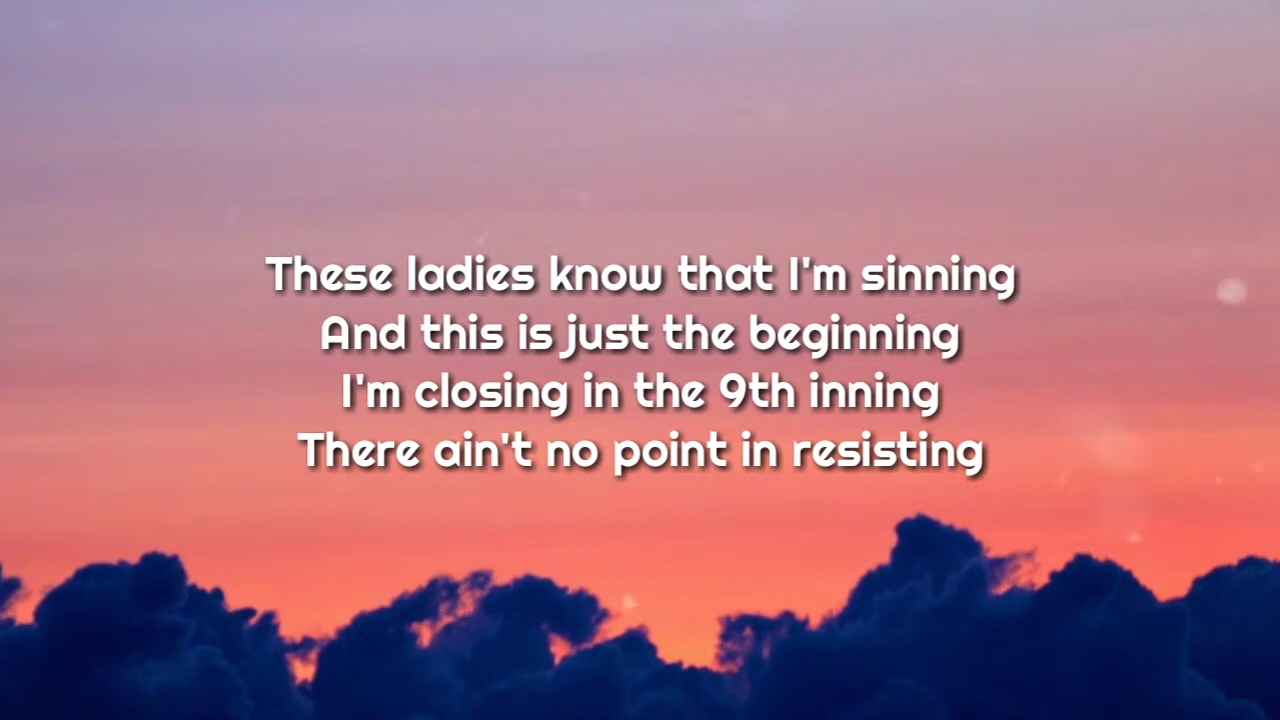 These ladies know that I'm sinning
And this is just the beginning
I'm closing in the 9th inning
There ain't no point in resisting